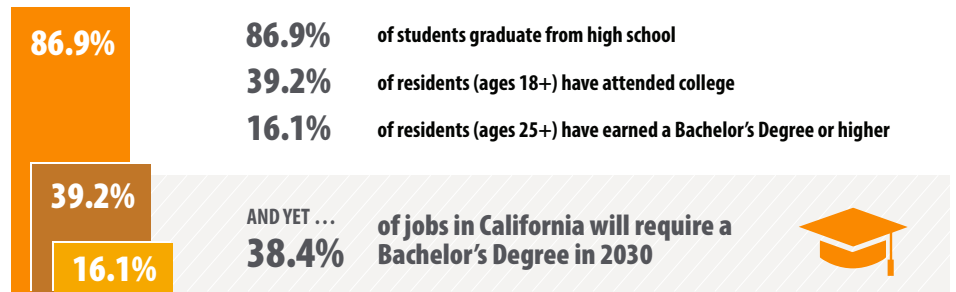 86.9%
86.9% of students graduate from high school
39.2% of residents (ages 18+) have attended college
16.1% of residents (ages 25+) have earned a Bachelor's Degree or higher
39.2%
16.1%
AND YET …
38.4%
of jobs in California will require a
Bachelor's Degree in 2030